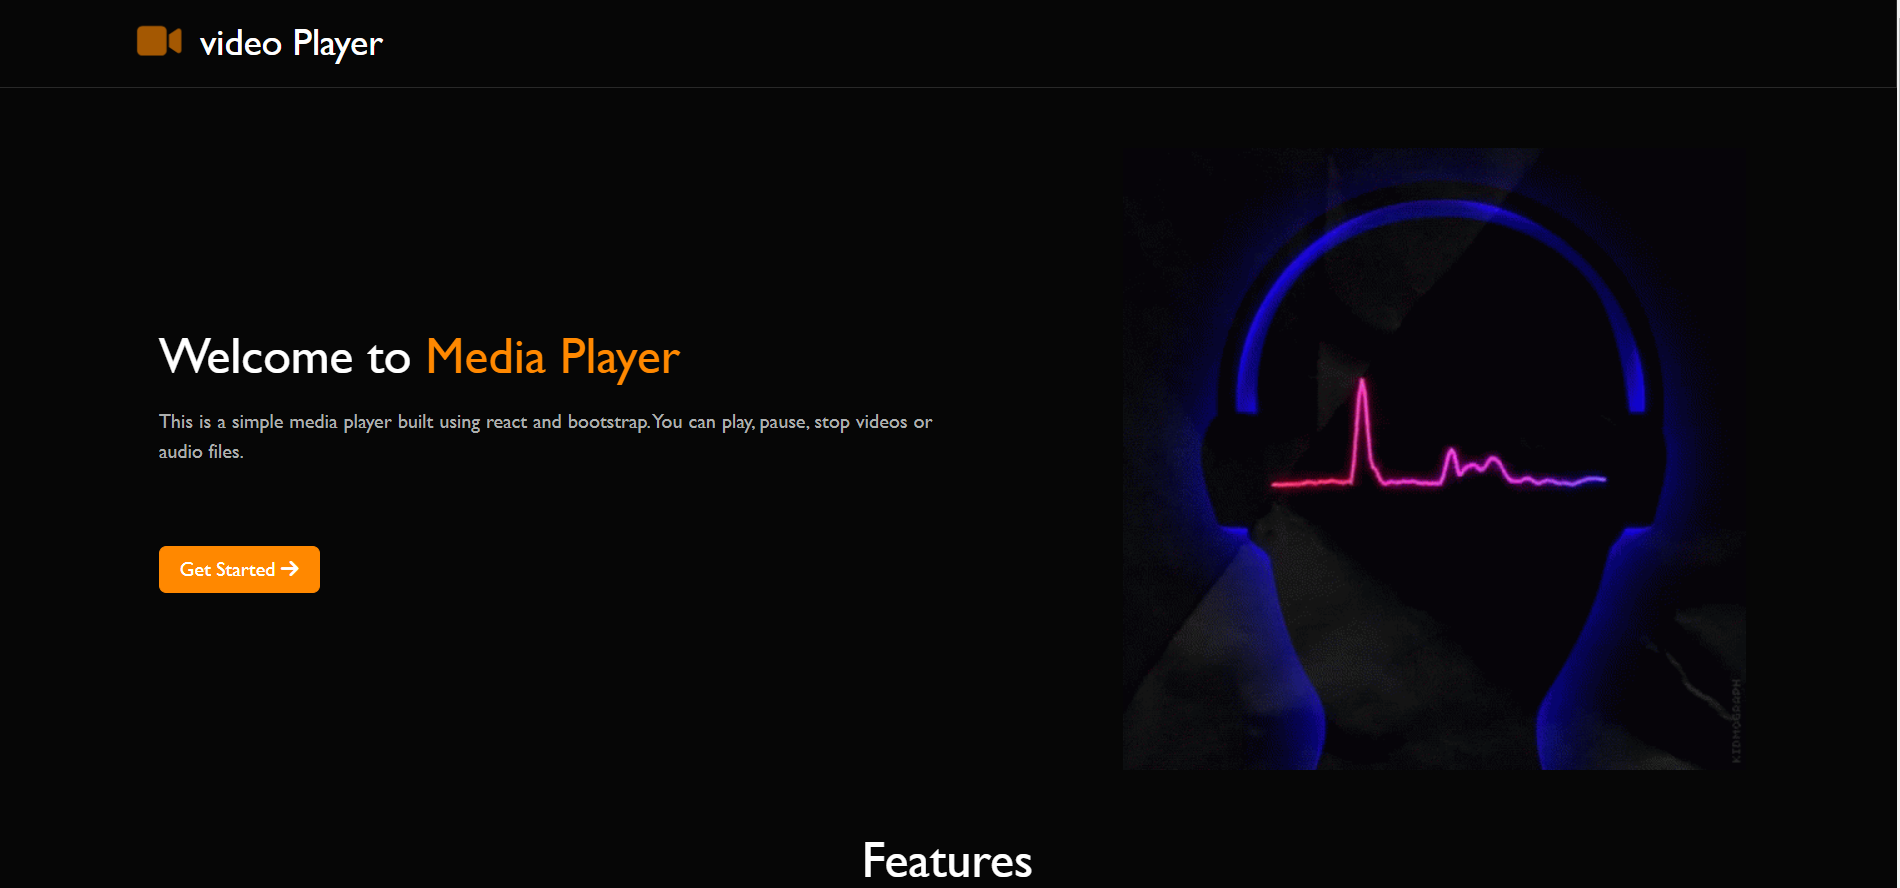 video Player
Welcome to Media Player
This is a simple media player built using react and bootstrap.You can play, pause, stop videos or
audio files.
Get Started
KIDMOGRAPH
Features